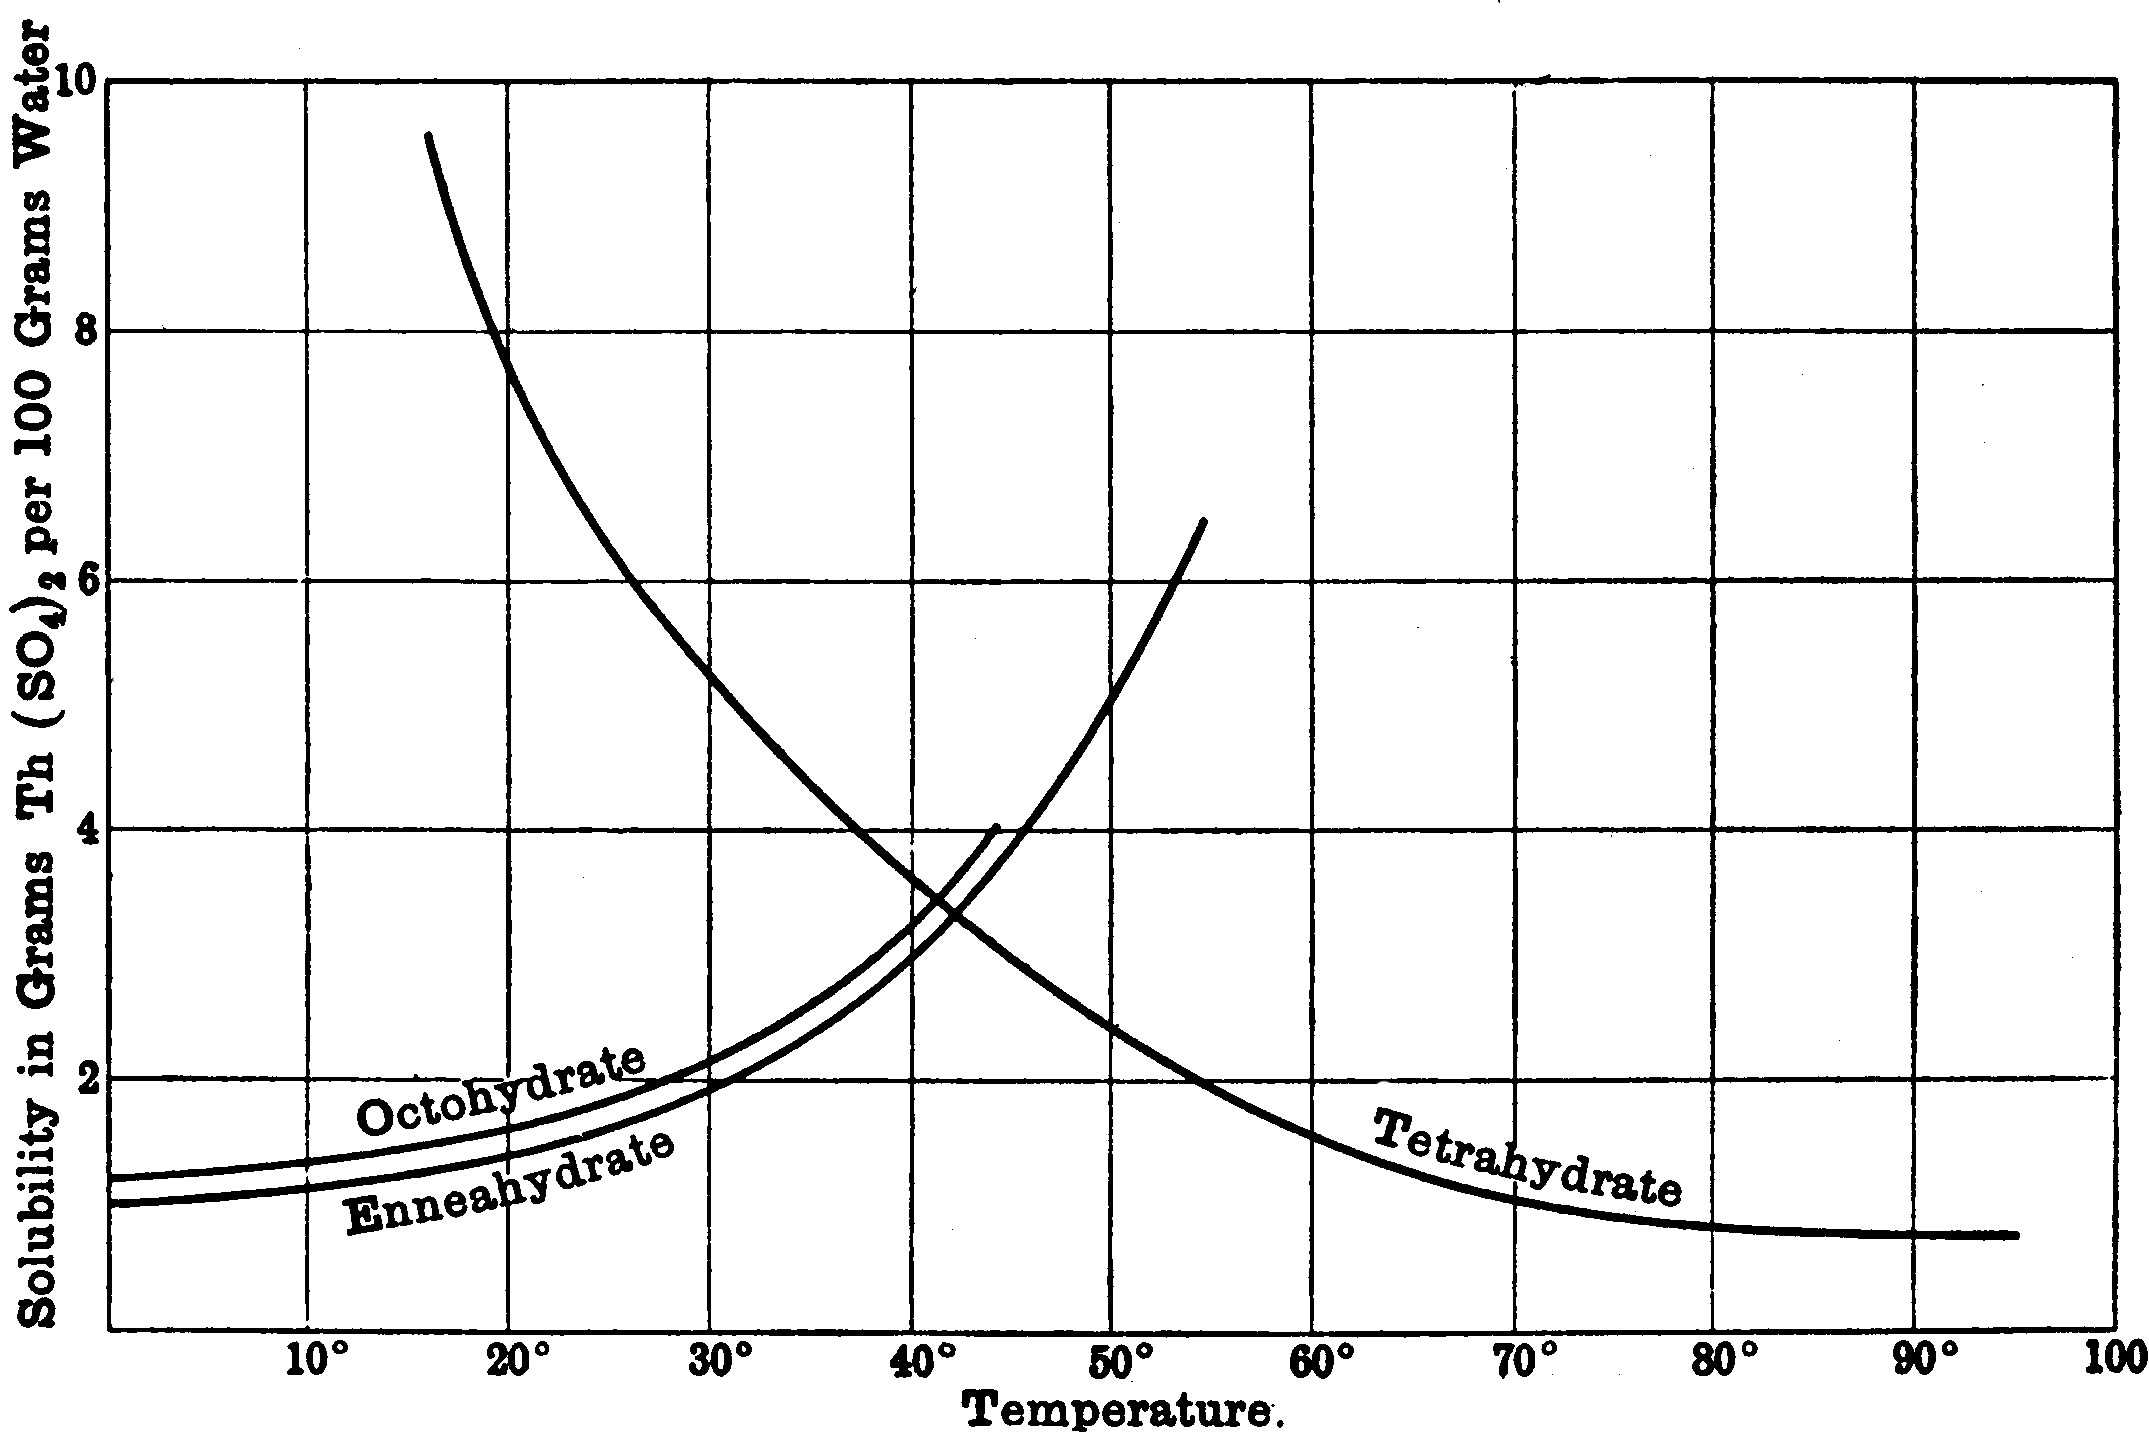 Solubility in Grams Th (SO₄)₂ per 100 Grams Water
10
8
6
4
2
Octohydrate
Enneahydrate
Tetrahydrate
10° 20° 30° 40° 50° 60° 70° 80° 90° 100
Temperature.